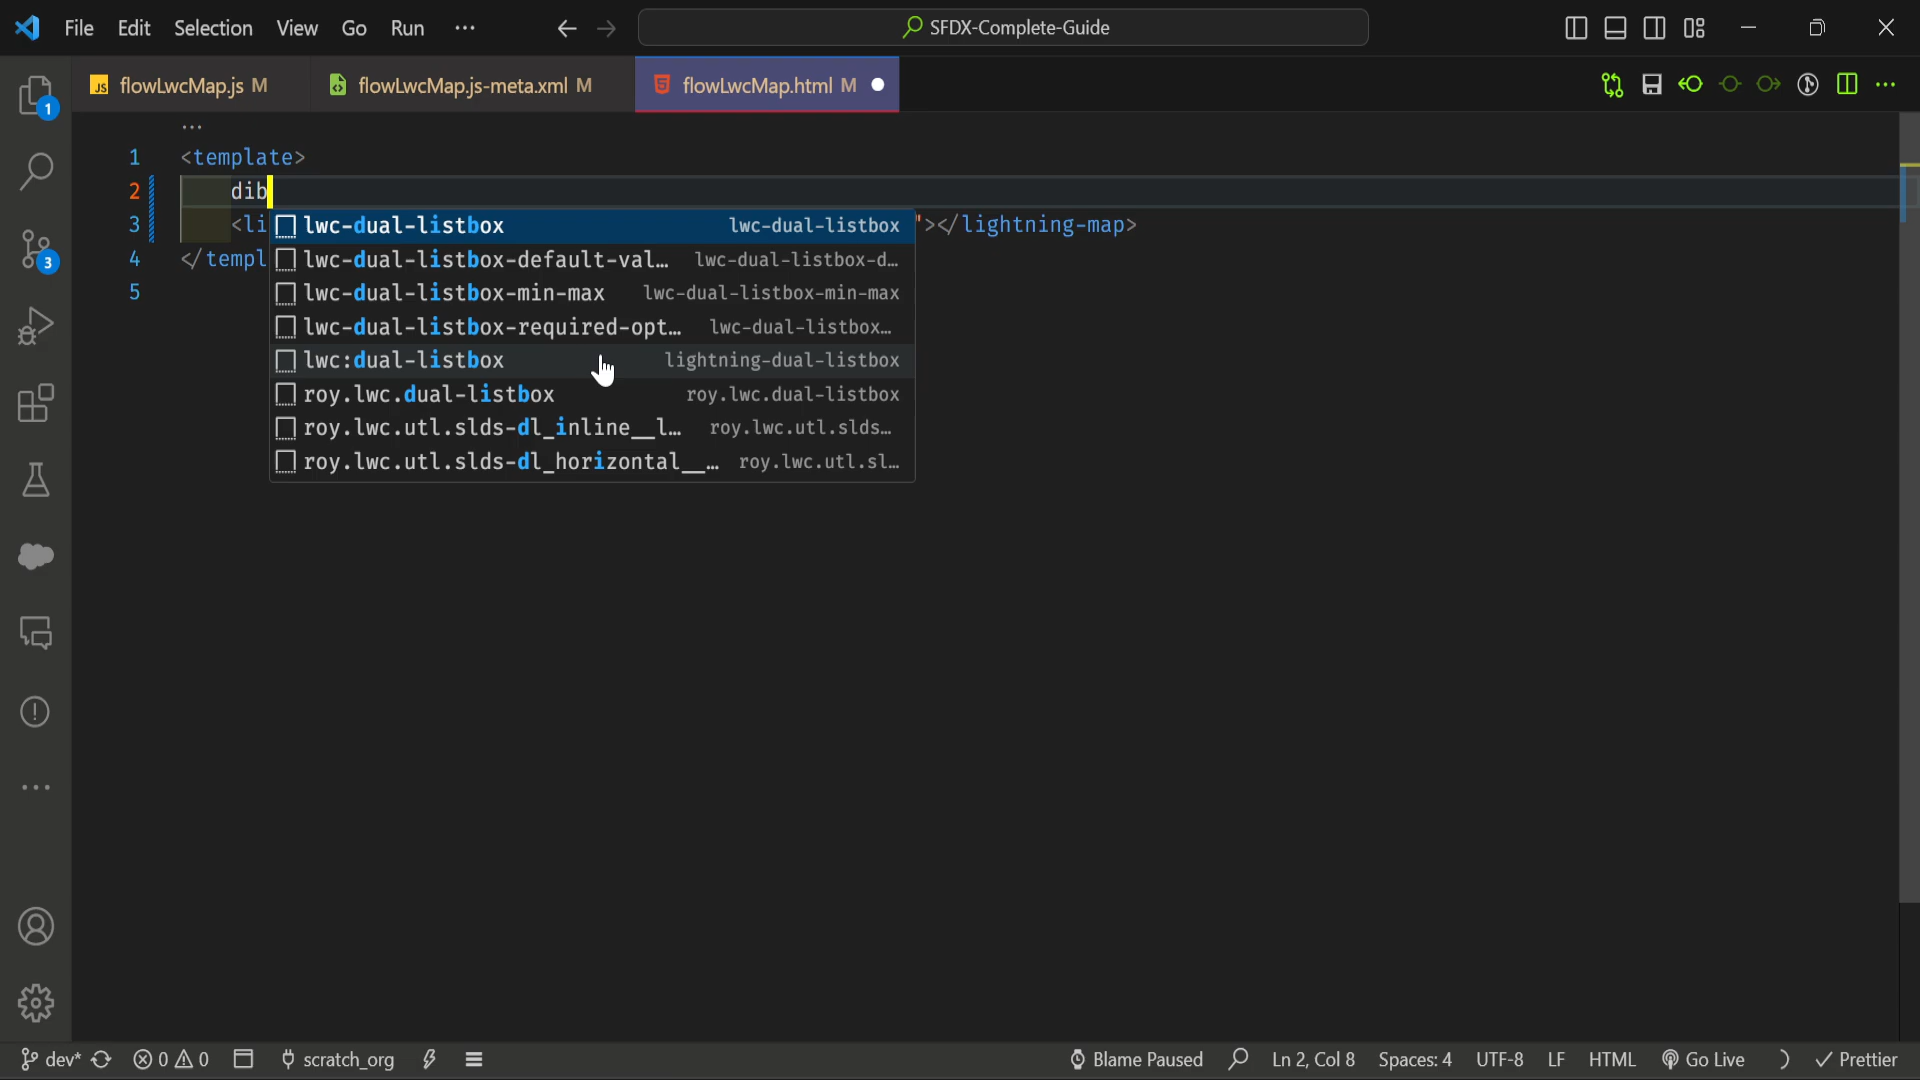 File Edit Selection View Go Run ··· SFDX-Complete-Guide
flowLwcMap.js M flowLwcMap.js-meta.xml M flowLwcMap.html M
1
...
1 <template>
2 dib
3 <li "></lightning-map>
4 </templ
5
lwc-dual-listbox lwc-dual-listbox
lwc-dual-listbox-default-val… lwc-dual-listbox-d…
lwc-dual-listbox-min-max lwc-dual-listbox-min-max
lwc-dual-listbox-required-opt… lwc-dual-listbox…
lwc:dual-listbox lightning-dual-listbox
roy.lwc.dual-listbox roy.lwc.dual-listbox
roy.lwc.utl.slds-dl_inline__l… roy.lwc.utl.slds…
roy.lwc.utl.slds-dl_horizontal__… roy.lwc.utl.sl…
3
dev* 0 0 scratch_org Blame Paused Ln 2, Col 8 Spaces: 4 UTF-8 LF HTML Go Live Prettier